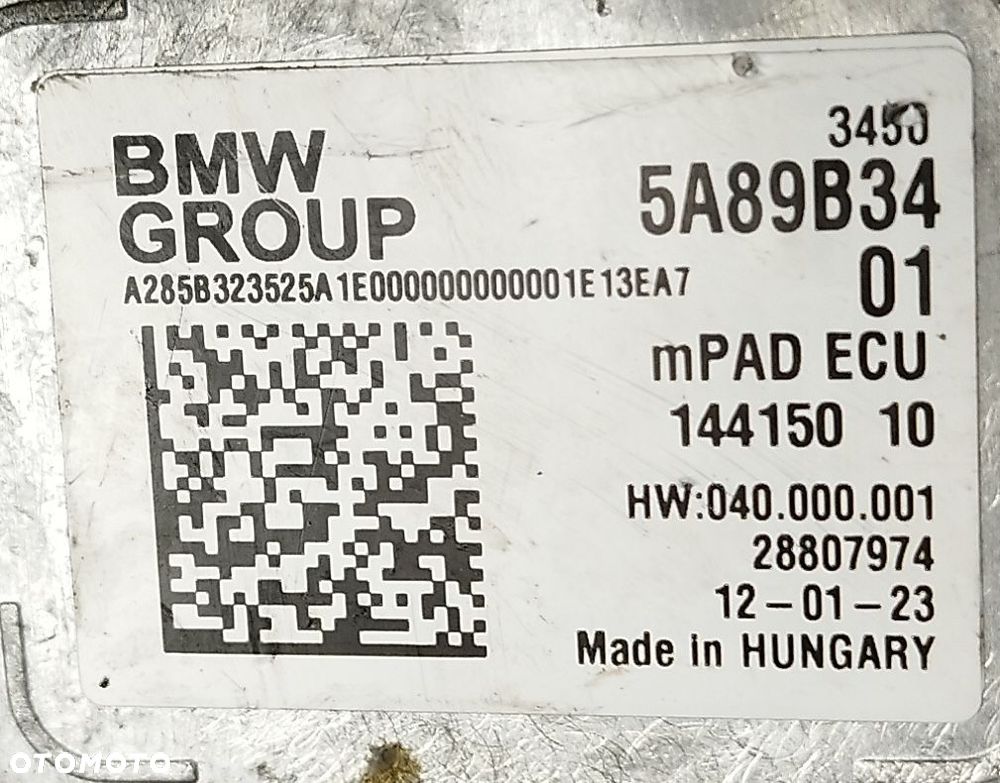 BMW
GROUP
A285B323525A1E000000000001E13EA7
3450
5A89B34
01
mPAD ECU
144150 10
HW:040.000.001
28807974
12-01-23
Made in HUNGARY
OTOMOTO